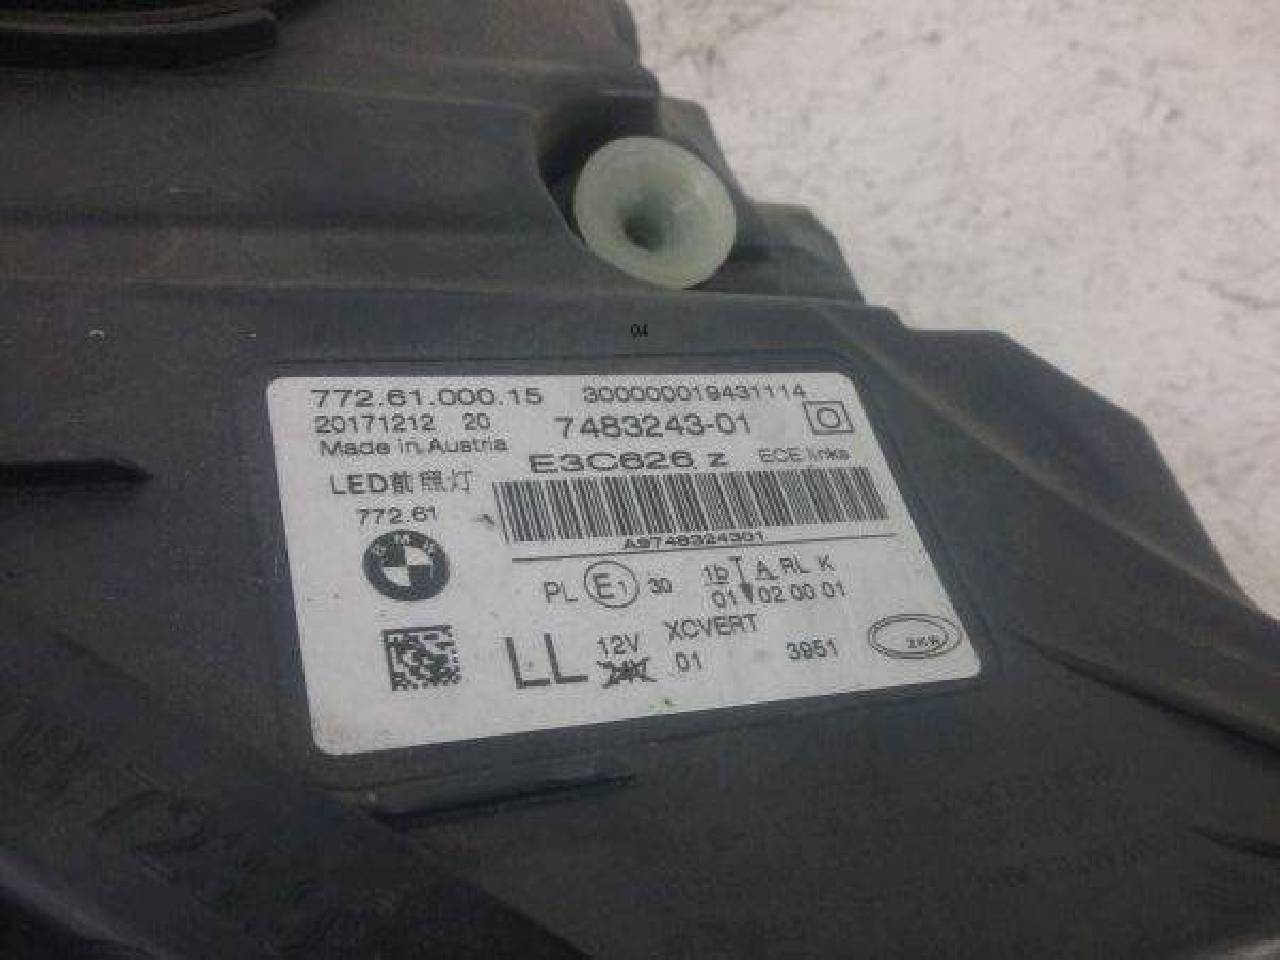 04
772.61.000.15 300000019431114
20171212 20 7483243-01
Made in Austria
E3C626 z ECE links
LED前照灯
772.61
BMW
A9748324301
PL E1 30 1b A RL K
01 02 00 01
LL 12V XCVERT
24V .01 3951
ZKW